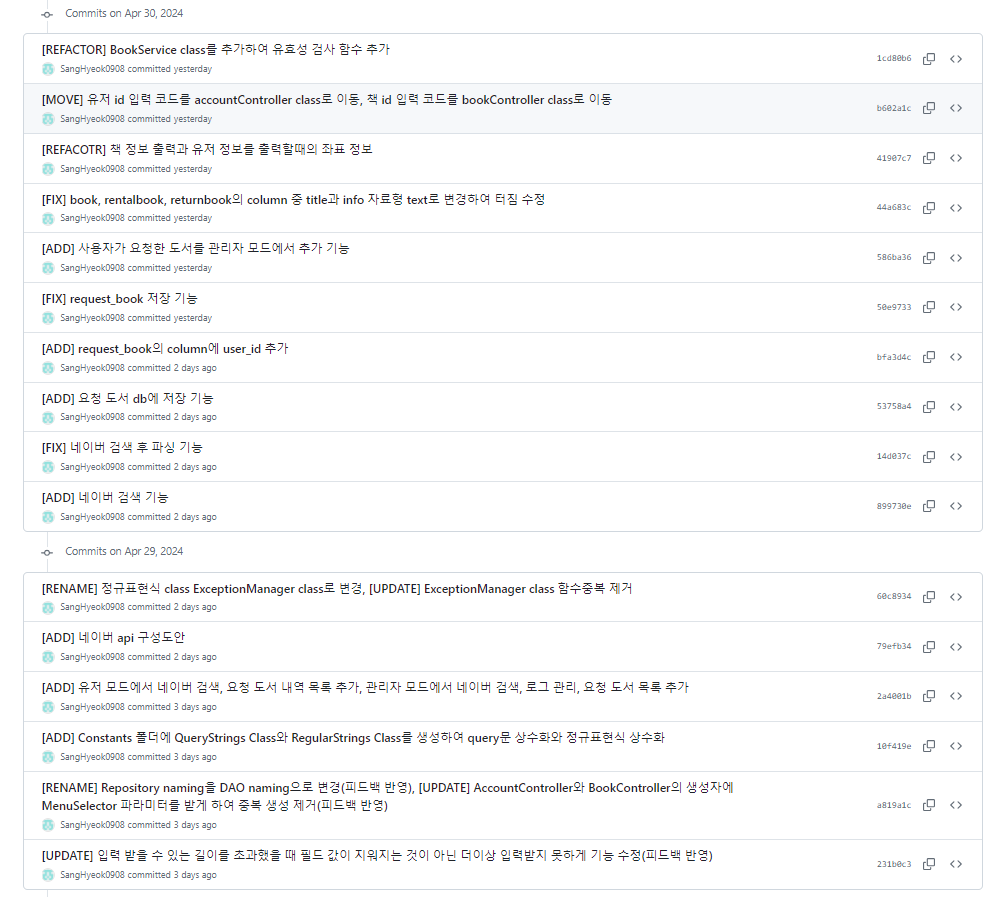 Commits on Apr 30, 2024
[REFACTOR] BookService class를 추가하여 유효성 검사 함수 추가
SangHyeok0908 committed yesterday
1cd80b6
[MOVE] 유저 id 입력 코드를 accountController class로 이동, 책 id 입력 코드를 bookController class로 이동
SangHyeok0908 committed yesterday
b602a1c
[REFACOTR] 책 정보 출력과 유저 정보를 출력할때의 좌표 정보
SangHyeok0908 committed yesterday
41907c7
[FIX] book, rentalbook, returnbook의 column 중 title과 info 자료형 text로 변경하여 터짐 수정
SangHyeok0908 committed yesterday
44a683c
[ADD] 사용자가 요청한 도서를 관리자 모드에서 추가 기능
SangHyeok0908 committed yesterday
586ba36
[FIX] request_book 저장 기능
SangHyeok0908 committed yesterday
50e9733
[ADD] request_book의 column에 user_id 추가
SangHyeok0908 committed 2 days ago
bfa3d4c
[ADD] 요청 도서 db에 저장 기능
SangHyeok0908 committed 2 days ago
53758a4
[FIX] 네이버 검색 후 파싱 기능
SangHyeok0908 committed 2 days ago
14d037c
[ADD] 네이버 검색 기능
SangHyeok0908 committed 2 days ago
899730e
Commits on Apr 29, 2024
[RENAME] 정규표현식 class ExceptionManager class로 변경, [UPDATE] ExceptionManager class 함수중복 제거
SangHyeok0908 committed 2 days ago
60c8934
[ADD] 네이버 api 구성도안
SangHyeok0908 committed 2 days ago
79efb34
[ADD] 유저 모드에서 네이버 검색, 요청 도서 내역 목록 추가, 관리자 모드에서 네이버 검색, 로그 관리, 요청 도서 목록 추가
SangHyeok0908 committed 3 days ago
2a4001b
[ADD] Constants 폴더에 QueryStrings Class와 RegularStrings Class를 생성하여 query문 상수화와 정규표현식 상수화
SangHyeok0908 committed 3 days ago
10f419e
[RENAME] Repository naming을 DAO naming으로 변경(피드백 반영), [UPDATE] AccountController와 BookController의 생성자에
MenuSelector 파라미터를 받게 하여 중복 생성 제거(피드백 반영)
SangHyeok0908 committed 3 days ago
a819a1c
[UPDATE] 입력 받을 수 있는 길이를 초과했을 때 필드 값이 지워지는 것이 아닌 더이상 입력받지 못하게 기능 수정(피드백 반영)
SangHyeok0908 committed 3 days ago
231b0c3